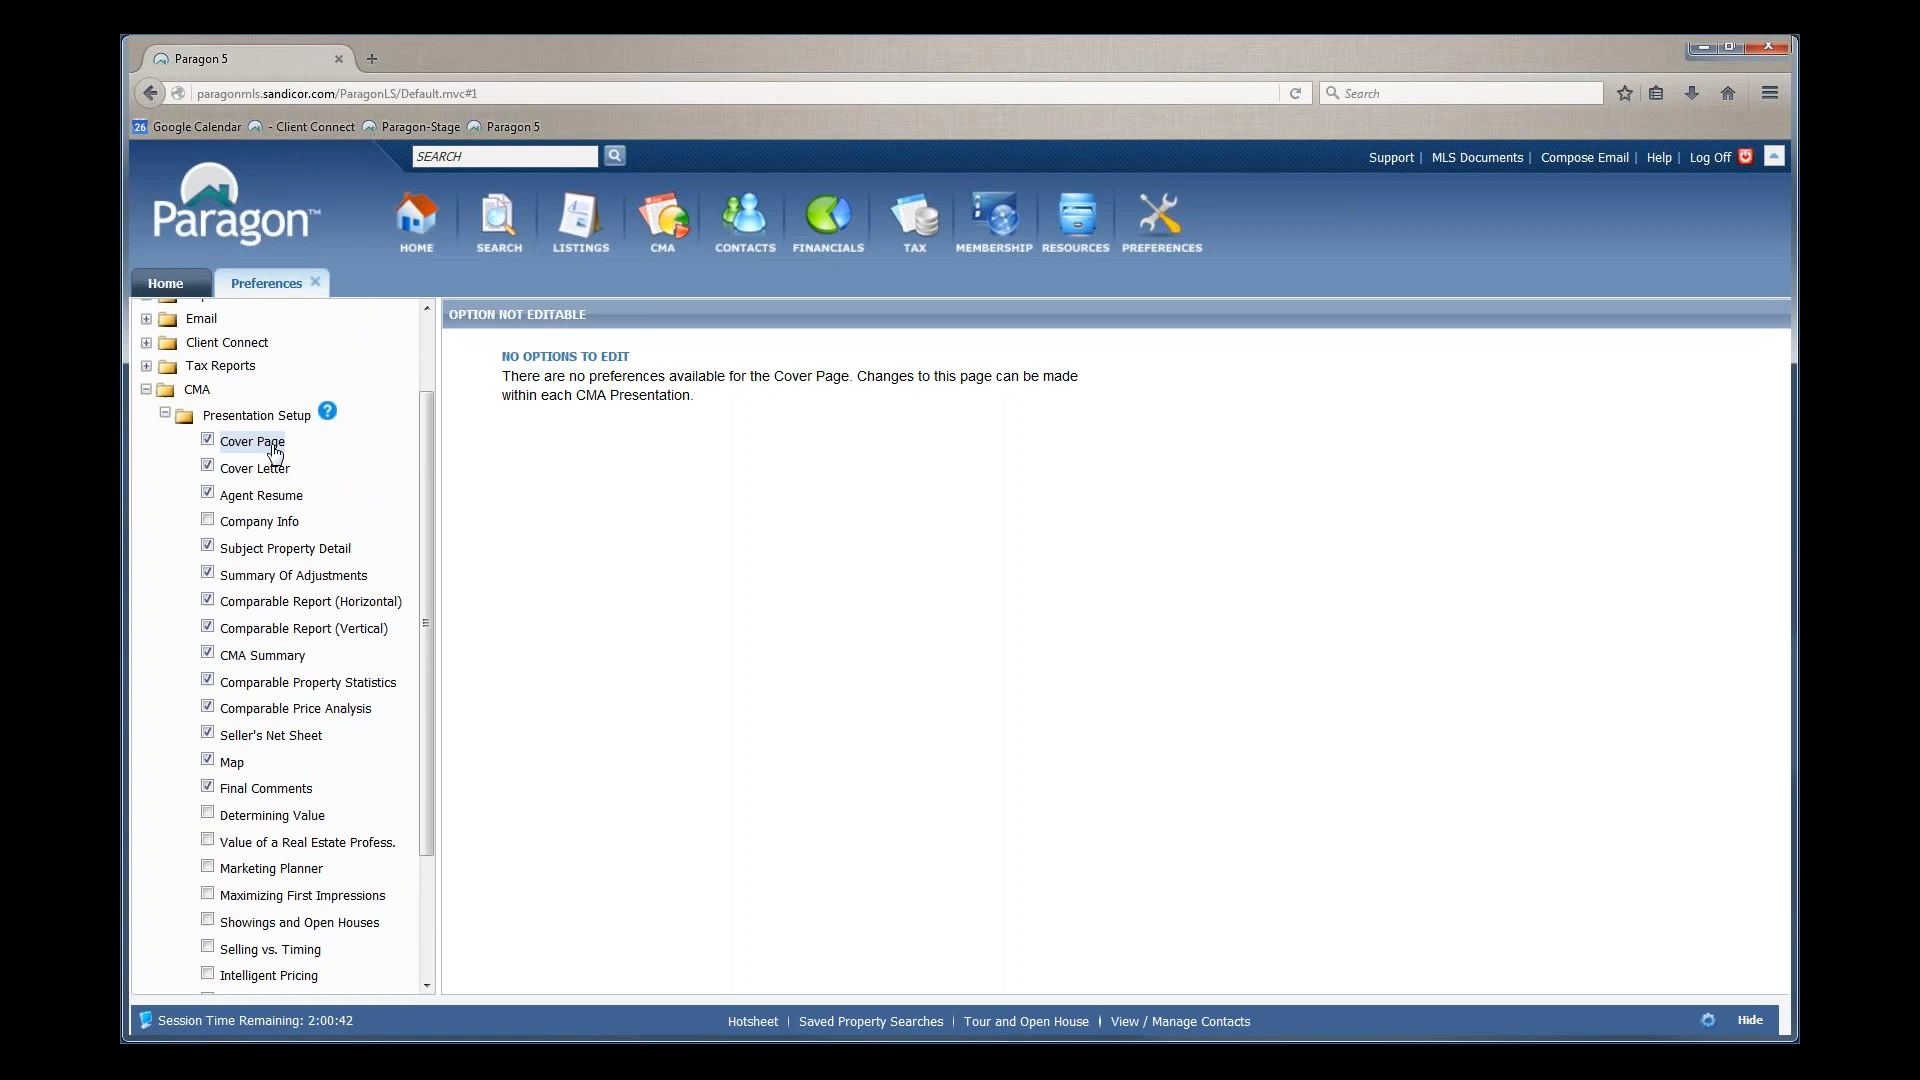 Paragon 5
paragonmls.sandicor.com/ParagonLS/Default.mvc#1
Search
26 Google Calendar - Client Connect Paragon-Stage Paragon 5
SEARCH
Support | MLS Documents | Compose Email | Help | Log Off
Paragon™
HOME SEARCH LISTINGS CMA CONTACTS FINANCIALS TAX MEMBERSHIP RESOURCES PREFERENCES
Home Preferences
OPTION NOT EDITABLE
NO OPTIONS TO EDIT
There are no preferences available for the Cover Page. Changes to this page can be made
within each CMA Presentation.
Email
Client Connect
Tax Reports
CMA
Presentation Setup ?
Cover Page
Cover Letter
Agent Resume
Company Info
Subject Property Detail
Summary Of Adjustments
Comparable Report (Horizontal)
Comparable Report (Vertical)
CMA Summary
Comparable Property Statistics
Comparable Price Analysis
Seller's Net Sheet
Map
Final Comments
Determining Value
Value of a Real Estate Profess.
Marketing Planner
Maximizing First Impressions
Showings and Open Houses
Selling vs. Timing
Intelligent Pricing
Session Time Remaining: 2:00:42
Hotsheet | Saved Property Searches | Tour and Open House | View / Manage Contacts
Hide